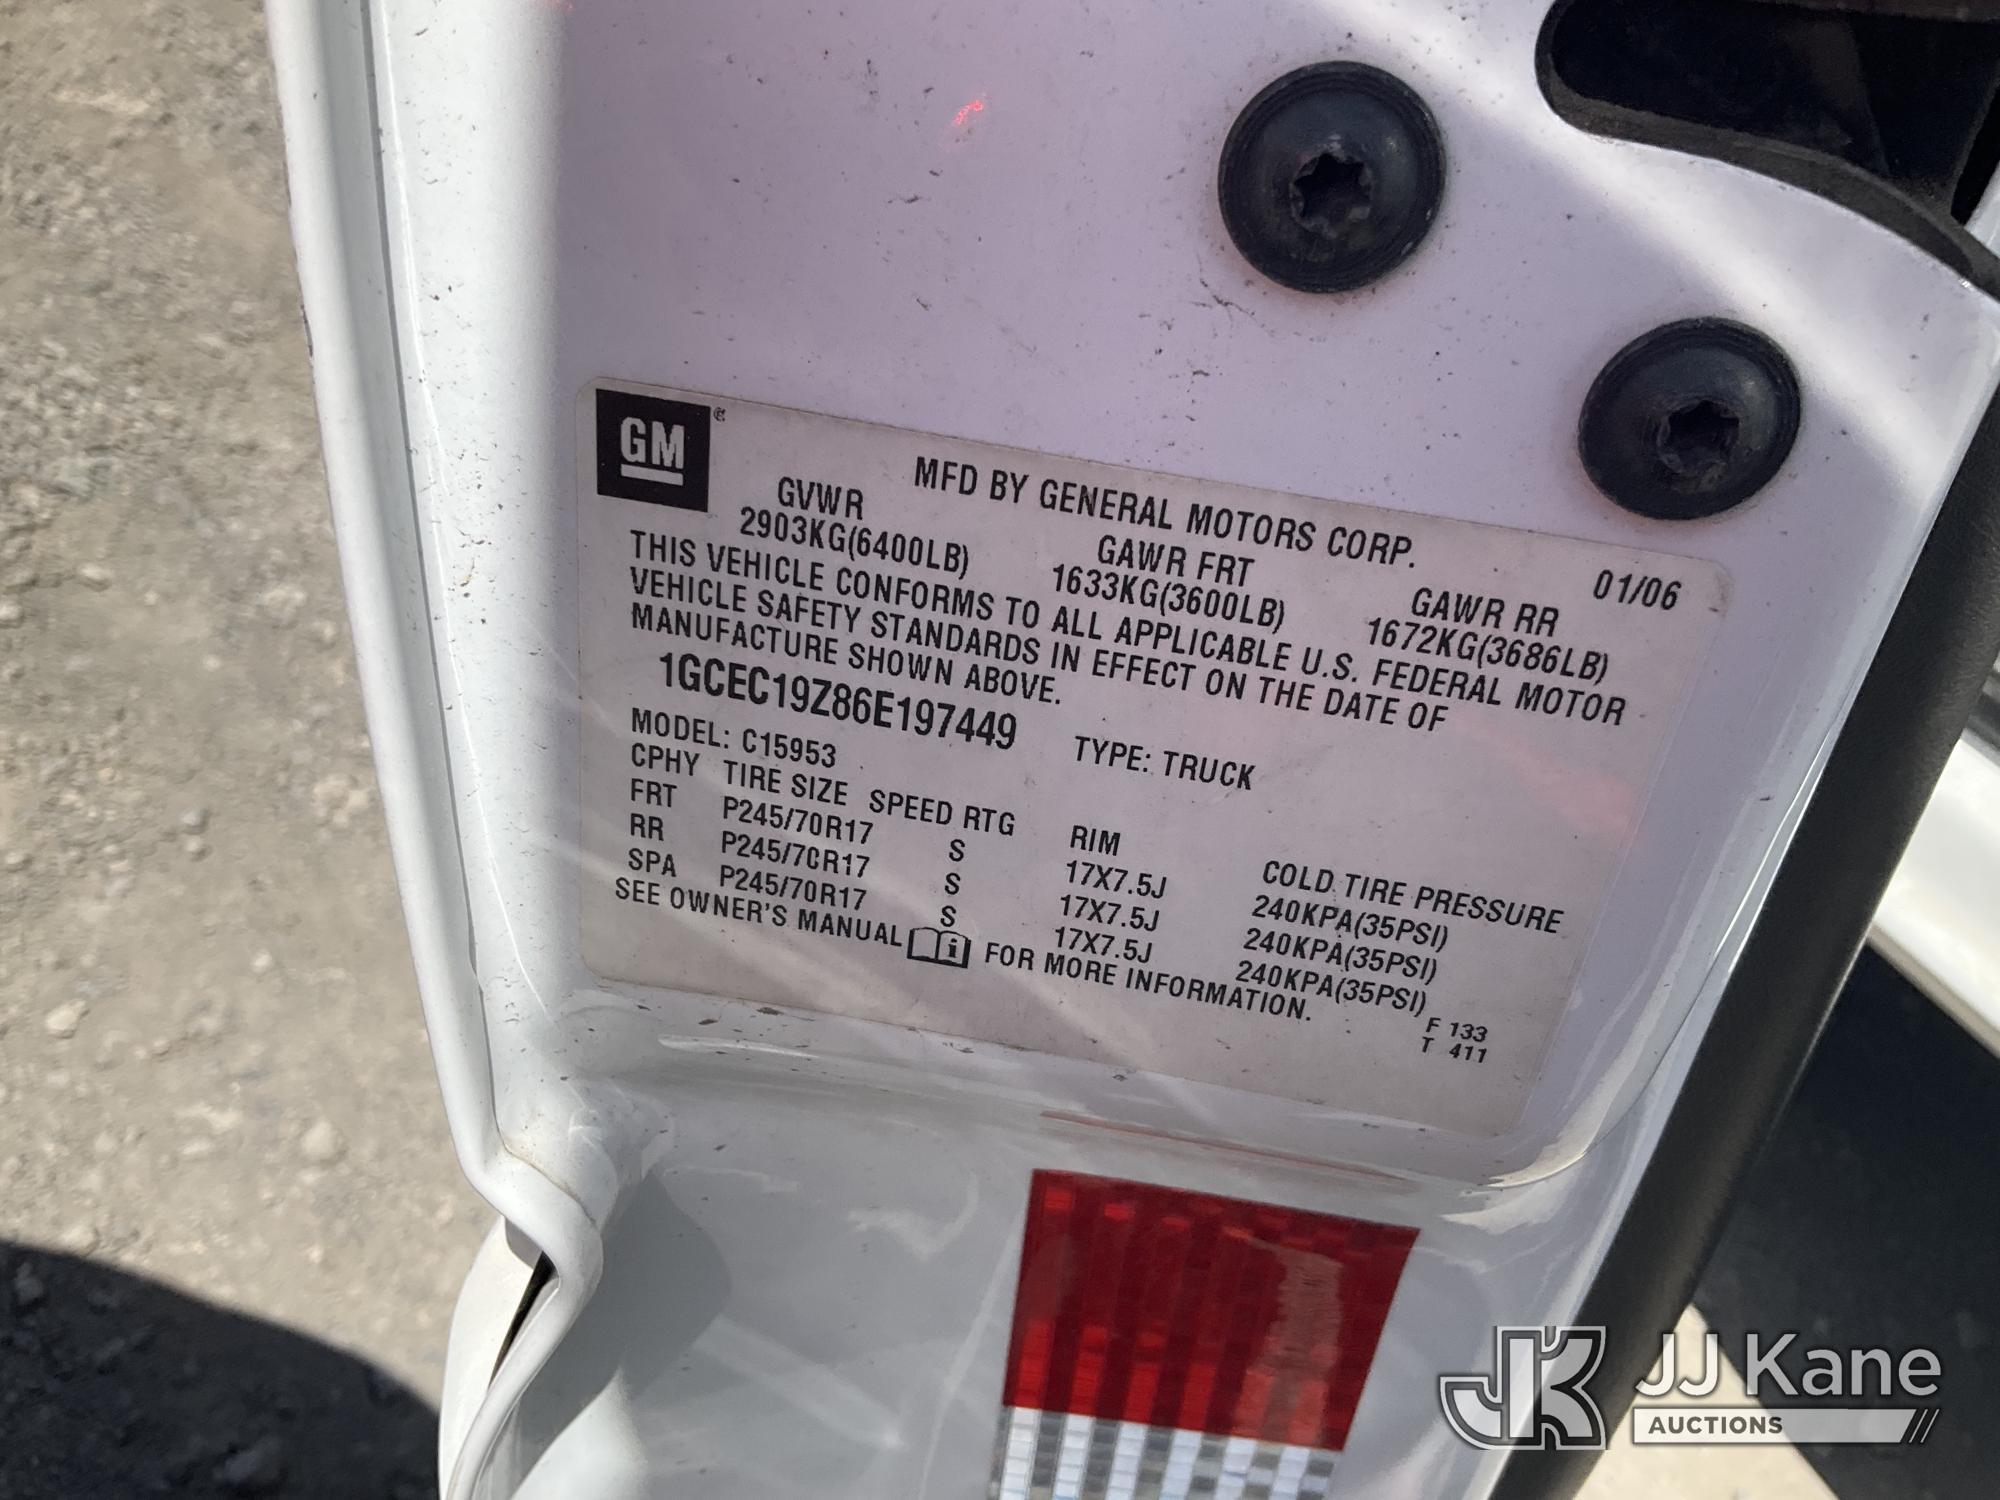 GM
MFD BY GENERAL MOTORS CORP.
01/06
GVWR GAWR FRT GAWR RR
2903KG(6400LB) 1633KG(3600LB) 1672KG(3686LB)
THIS VEHICLE CONFORMS TO ALL APPLICABLE U.S. FEDERAL MOTOR
VEHICLE SAFETY STANDARDS IN EFFECT ON THE DATE OF
MANUFACTURE SHOWN ABOVE.
1GCEC19Z86E197449 TYPE: TRUCK
MODEL: C15953
CPHY TIRE SIZE SPEED RTG RIM COLD TIRE PRESSURE
FRT P245/70R17 S 17X7.5J 240KPA(35PSI)
RR P245/70R17 S 17X7.5J 240KPA(35PSI)
SPA P245/70R17 S 17X7.5J 240KPA(35PSI)
SEE OWNER'S MANUAL i FOR MORE INFORMATION.
F 133
T 411
JK JJ Kane
AUCTIONS